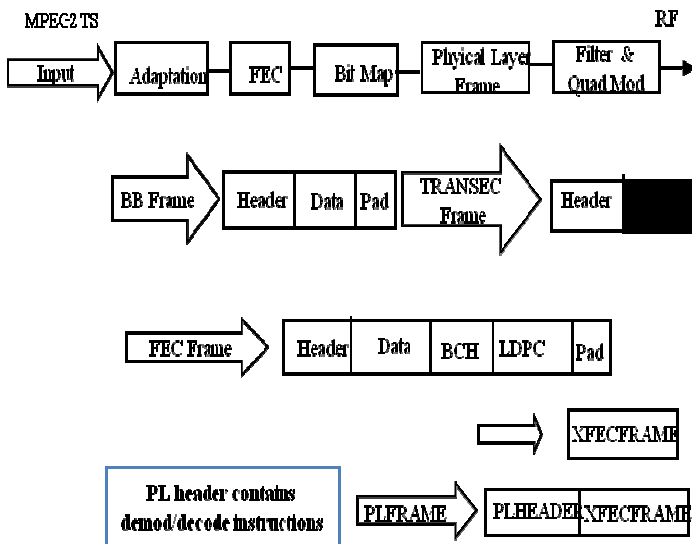 MPEC-2 TS
RF
Input
Adaptation
FEC
Bit Map
Phyical Layer
Frame
Filter &
Quad Mod
BB Frame
Header
Data
Pad
TRANSEC
Frame
Header
FEC Frame
Header
Data
BCH
LDPC
Pad
XFECFRAME
PL header contains
demod/decode instructions
PLFRAME
PLHEADER
XFECFRAME